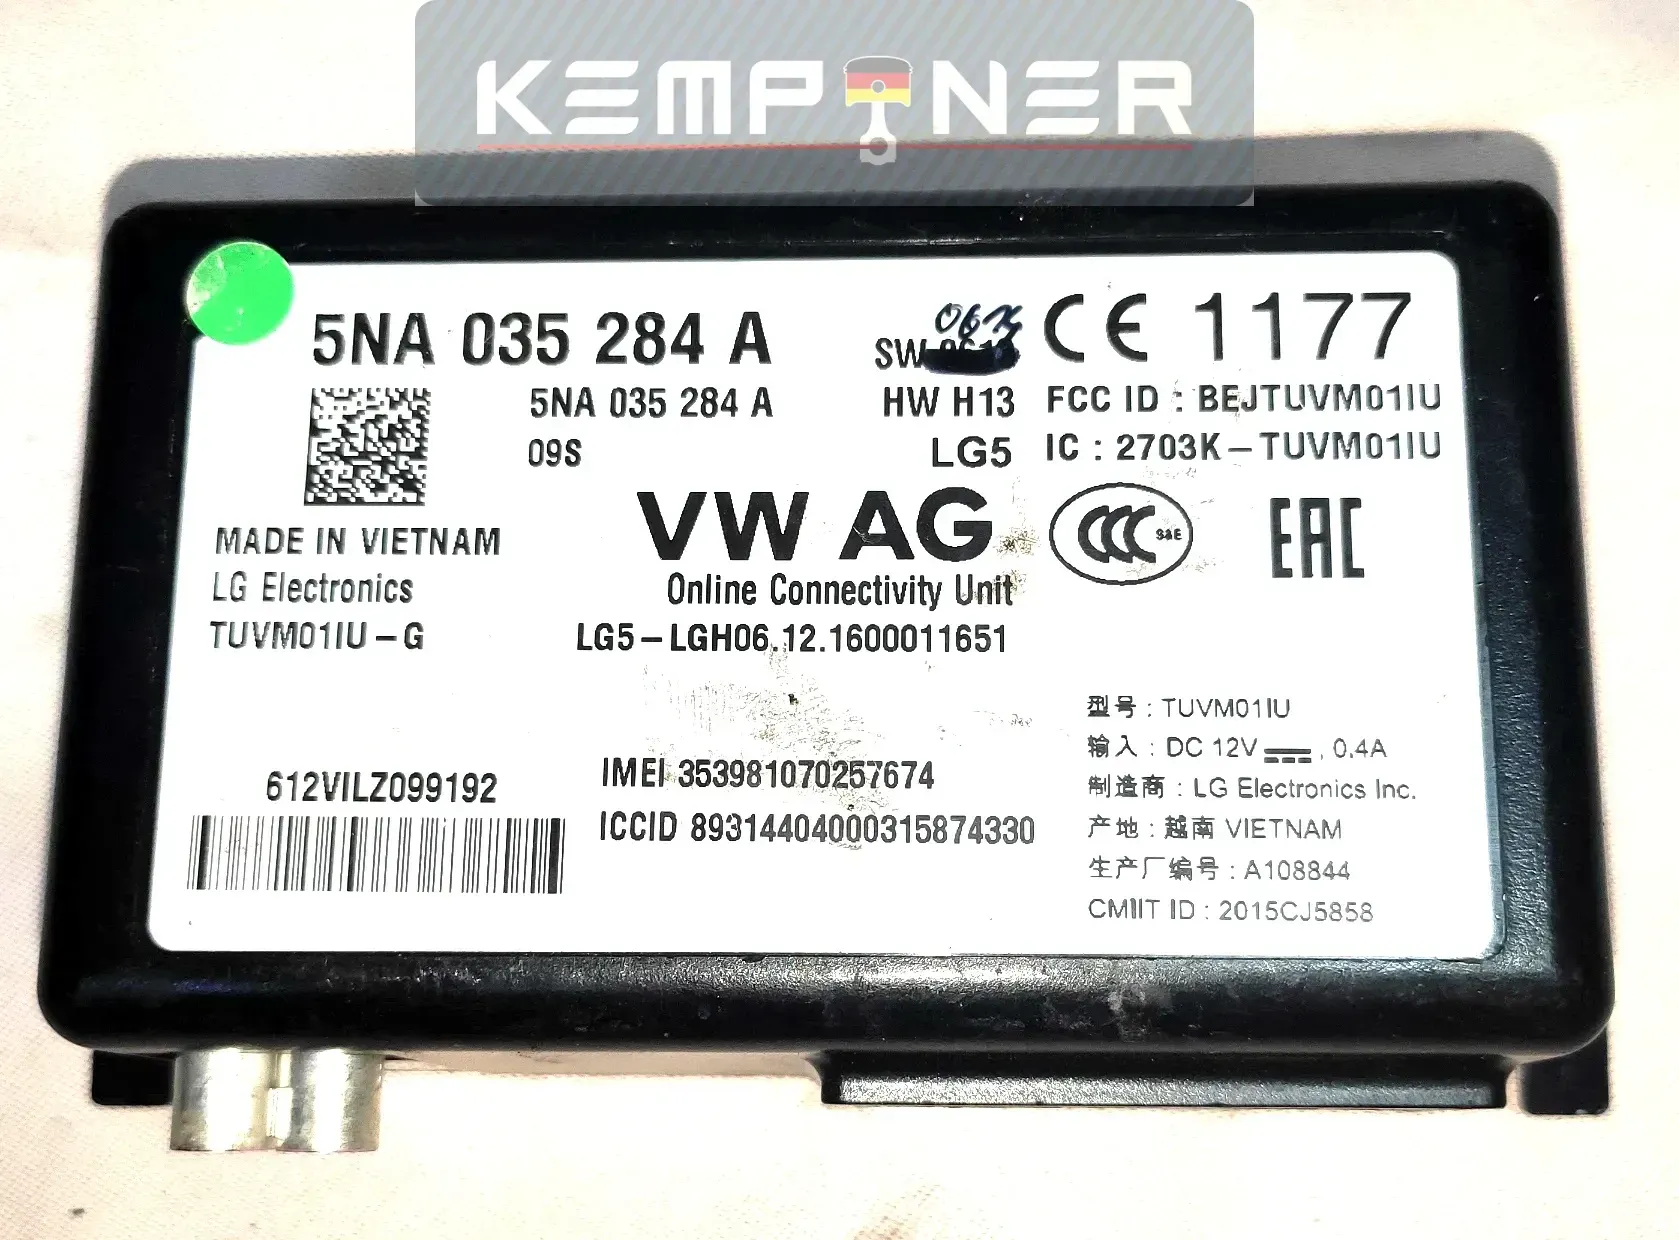 KEMPTNER
5NA 035 284 A
SW
CE 1177
5NA 035 284 A
HW H13
FCC ID : BEJTUVM01IU
09S
LG5
IC : 2703K-TUVM01IU
VW AG
CCC S&E
EAC
MADE IN VIETNAM
Online Connectivity Unit
LG Electronics
TUVM01IU-G
LG5-LGH06.12.1600011651
型号 : TUVM01IU
输入 : DC 12V , 0.4A
制造商 : LG Electronics Inc.
产地 : 越南 VIETNAM
生产厂编号 : A108844
CMIIT ID : 2015CJ5858
612VILZ099192
IMEI 353981070257674
ICCID 89314404000315874330